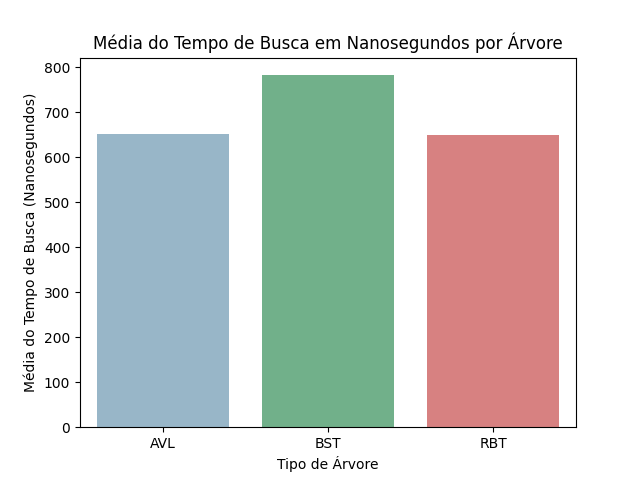 Média do Tempo de Busca em Nanosegundos por Árvore
Média do Tempo de Busca (Nanosegundos)
800
700
600
500
400
300
200
100
0
AVL
BST
RBT
Tipo de Árvore